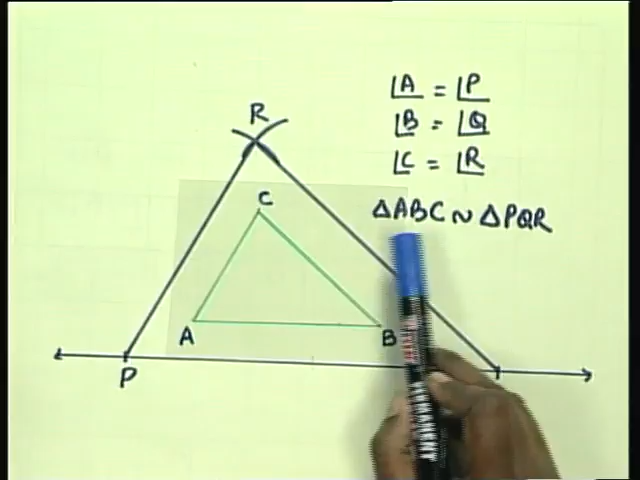 ∠A = ∠P
∠B = ∠Q
∠C = ∠R
ΔABC ~ ΔPQR
R
C
A
B
P